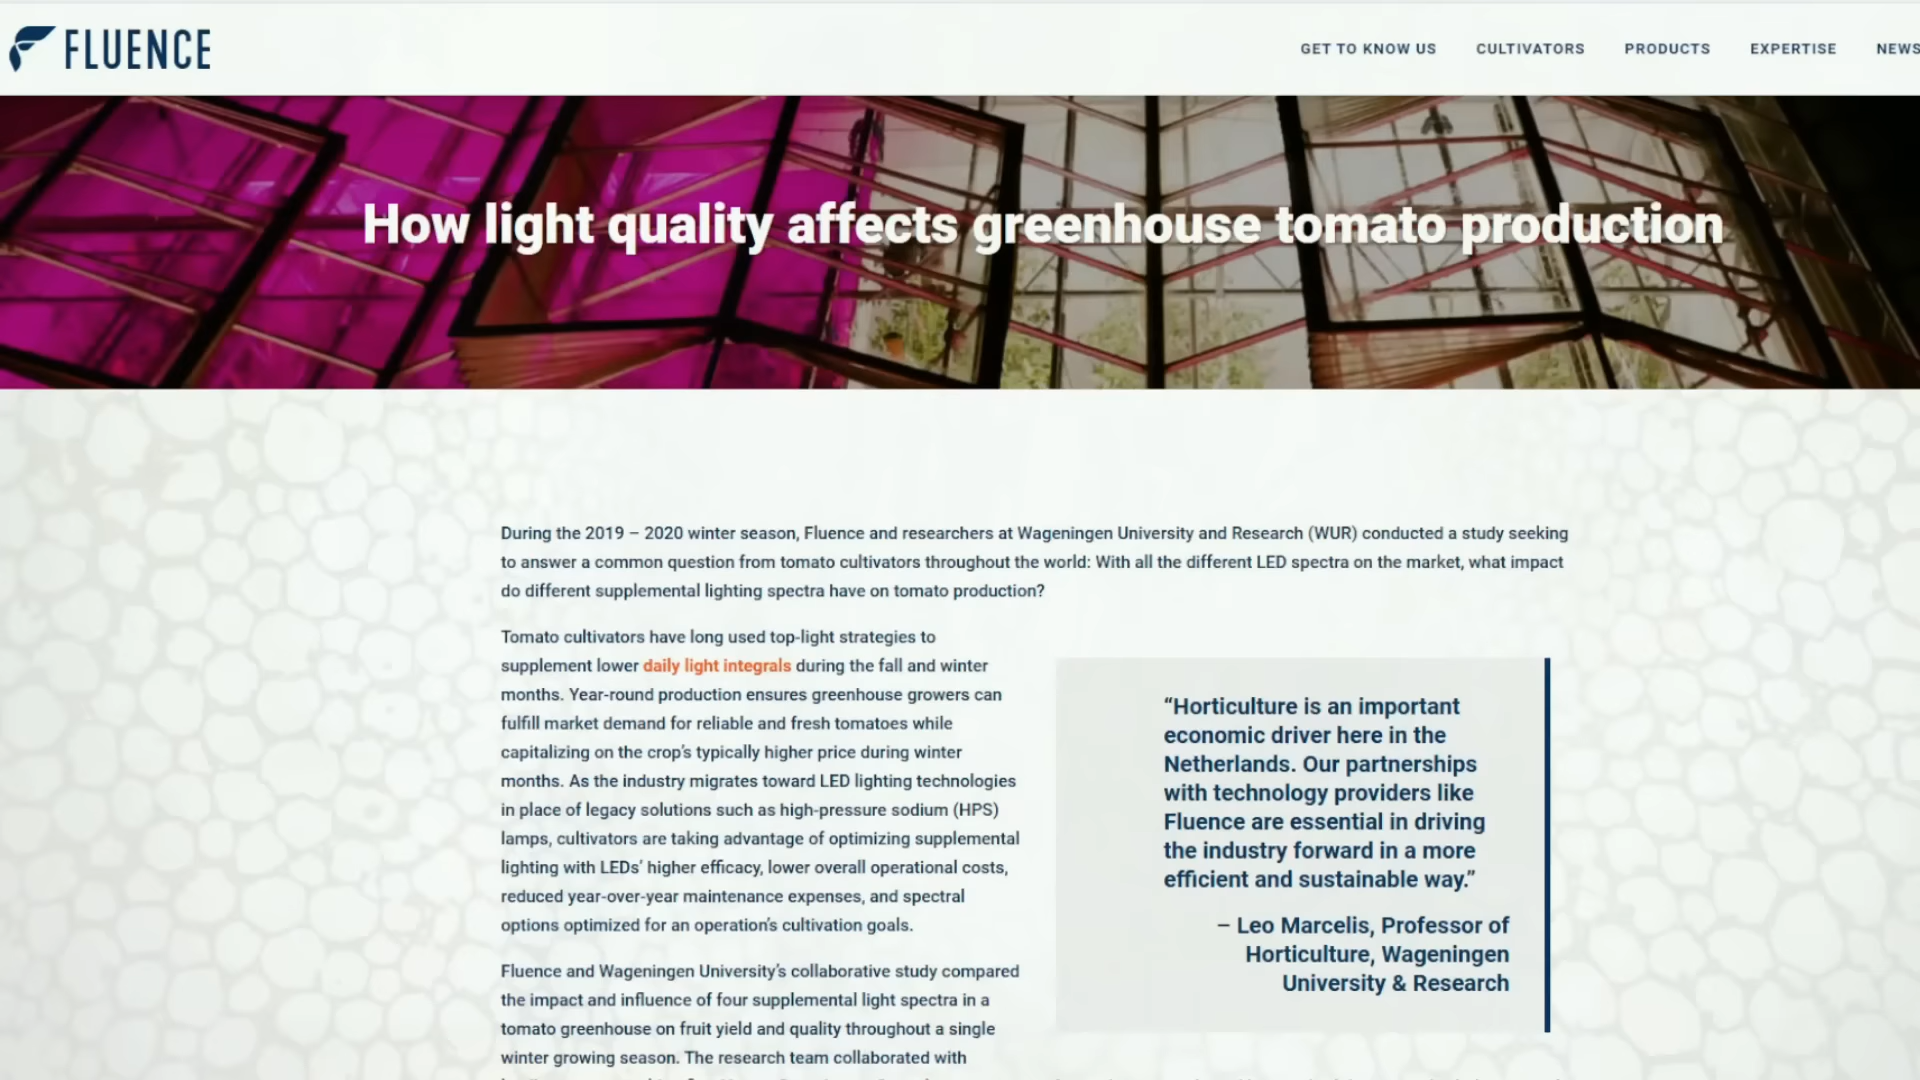 FLUENCE
GET TO KNOW US CULTIVATORS PRODUCTS EXPERTISE NEWS
How light quality affects greenhouse tomato production
During the 2019 – 2020 winter season, Fluence and researchers at Wageningen University and Research (WUR) conducted a study seeking
to answer a common question from tomato cultivators throughout the world: With all the different LED spectra on the market, what impact
do different supplemental lighting spectra have on tomato production?
Tomato cultivators have long used top-light strategies to
supplement lower daily light integrals during the fall and winter
months. Year-round production ensures greenhouse growers can
fulfill market demand for reliable and fresh tomatoes while
capitalizing on the crop’s typically higher price during winter
months. As the industry migrates toward LED lighting technologies
in place of legacy solutions such as high-pressure sodium (HPS)
lamps, cultivators are taking advantage of optimizing supplemental
lighting with LEDs’ higher efficacy, lower overall operational costs,
reduced year-over-year maintenance expenses, and spectral
options optimized for an operation’s cultivation goals.
Fluence and Wageningen University’s collaborative study compared
the impact and influence of four supplemental light spectra in a
tomato greenhouse on fruit yield and quality throughout a single
winter growing season. The research team collaborated with
“Horticulture is an important
economic driver here in the
Netherlands. Our partnerships
with technology providers like
Fluence are essential in driving
the industry forward in a more
efficient and sustainable way.”
– Leo Marcelis, Professor of
Horticulture, Wageningen
University & Research